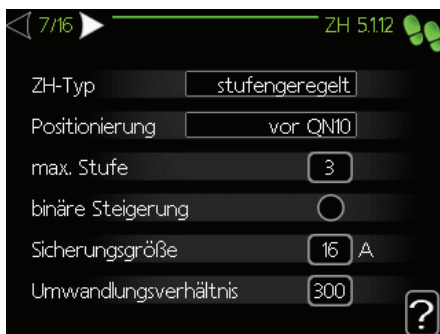 7/16 ZH 5.1.12
ZH-Typ stufengeregelt
Positionierung vor QN10
max. Stufe 3
binäre Steigerung
Sicherungsgröße 16 A
Umwandlungsverhältnis 300
?